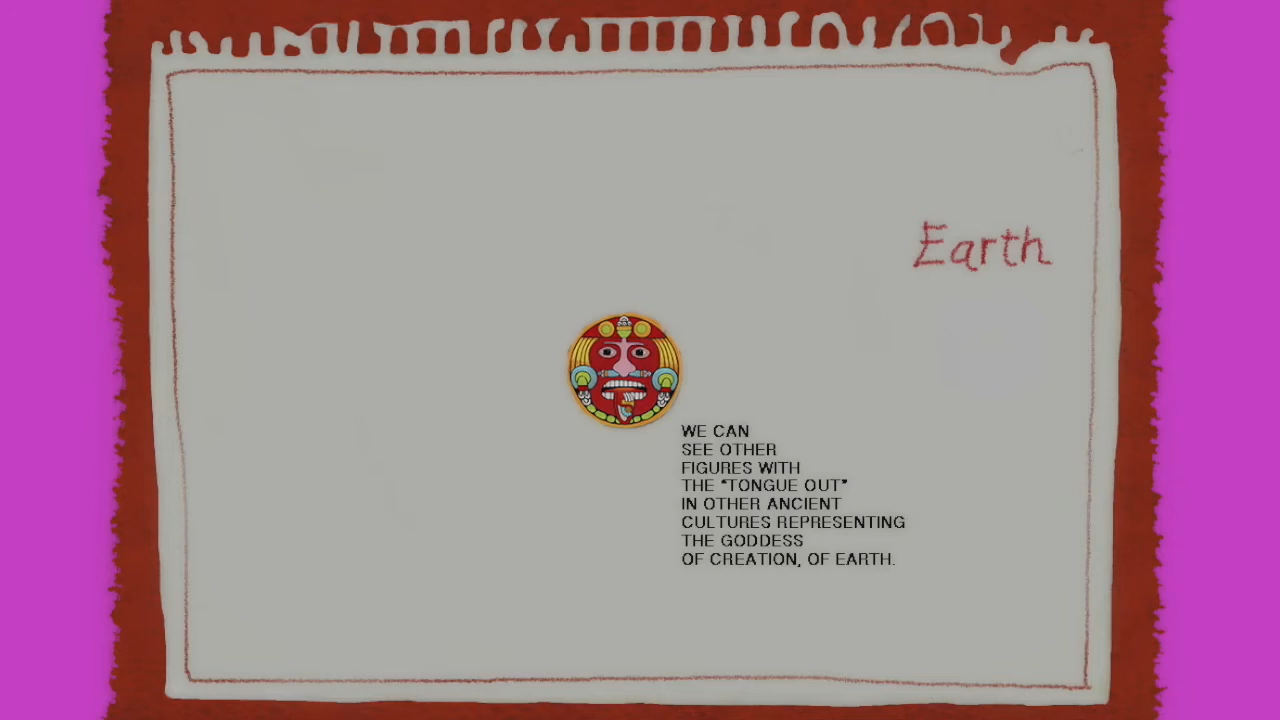 Earth
WE CAN
SEE OTHER
FIGURES WITH
THE “TONGUE OUT”
IN OTHER ANCIENT
CULTURES REPRESENTING
THE GODDESS
OF CREATION, OF EARTH.